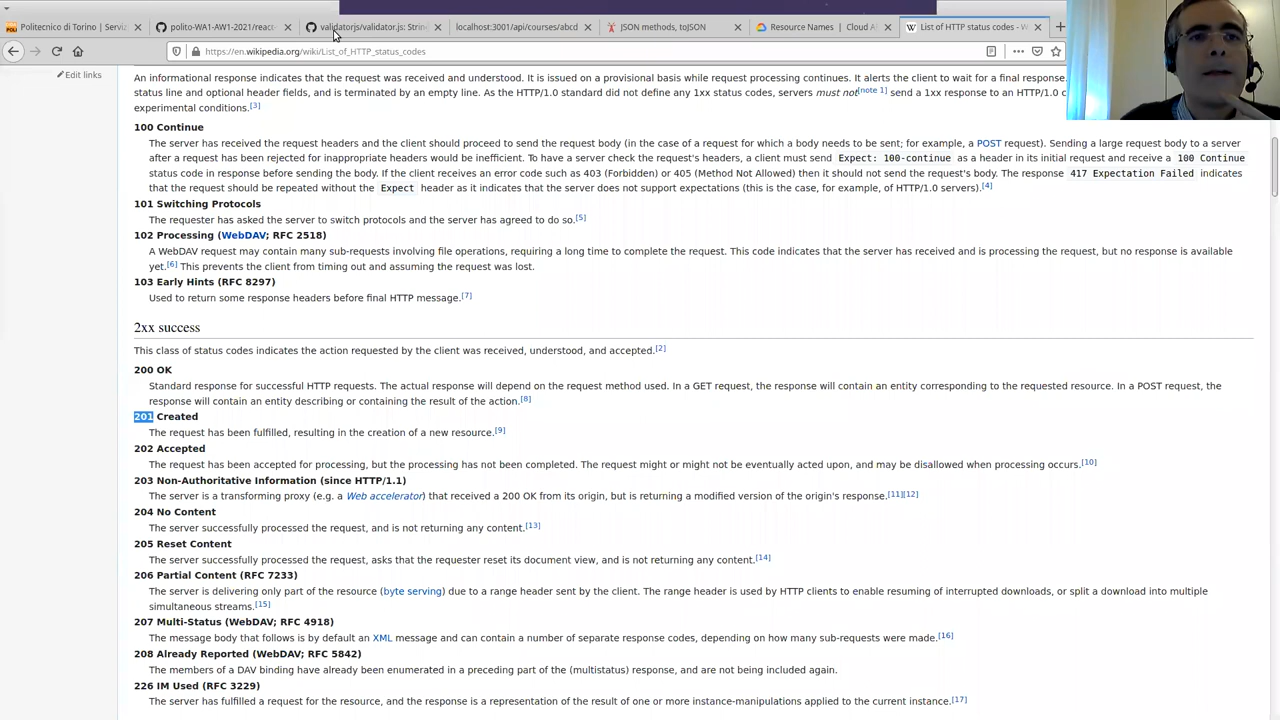 Politecnico di Torino | Serviz
polito-WA1-AW1-2021/react-
validatorjs/validator.js: Strin
localhost:3001/api/courses/abcd
JSON methods, toJSON
Resource Names | Cloud A
List of HTTP status codes - W
https://en.wikipedia.org/wiki/List_of_HTTP_status_codes
Edit links
An informational response indicates that the request was received and understood. It is issued on a provisional basis while request processing continues. It alerts the client to wait for a final response.
status line and optional header fields, and is terminated by an empty line. As the HTTP/1.0 standard did not define any 1xx status codes, servers must not[note 1] send a 1xx response to an HTTP/1.0 c
experimental conditions.[3]
100 Continue
The server has received the request headers and the client should proceed to send the request body (in the case of a request for which a body needs to be sent; for example, a POST request). Sending a large request body to a server
after a request has been rejected for inappropriate headers would be inefficient. To have a server check the request's headers, a client must send Expect: 100-continue as a header in its initial request and receive a 100 Continue
status code in response before sending the body. If the client receives an error code such as 403 (Forbidden) or 405 (Method Not Allowed) then it should not send the request's body. The response 417 Expectation Failed indicates
that the request should be repeated without the Expect header as it indicates that the server does not support expectations (this is the case, for example, of HTTP/1.0 servers).[4]
101 Switching Protocols
The requester has asked the server to switch protocols and the server has agreed to do so.[5]
102 Processing (WebDAV; RFC 2518)
A WebDAV request may contain many sub-requests involving file operations, requiring a long time to complete the request. This code indicates that the server has received and is processing the request, but no response is available
yet.[6] This prevents the client from timing out and assuming the request was lost.
103 Early Hints (RFC 8297)
Used to return some response headers before final HTTP message.[7]
2xx success
This class of status codes indicates the action requested by the client was received, understood, and accepted.[2]
200 OK
Standard response for successful HTTP requests. The actual response will depend on the request method used. In a GET request, the response will contain an entity corresponding to the requested resource. In a POST request, the
response will contain an entity describing or containing the result of the action.[8]
201 Created
The request has been fulfilled, resulting in the creation of a new resource.[9]
202 Accepted
The request has been accepted for processing, but the processing has not been completed. The request might or might not be eventually acted upon, and may be disallowed when processing occurs.[10]
203 Non-Authoritative Information (since HTTP/1.1)
The server is a transforming proxy (e.g. a Web accelerator) that received a 200 OK from its origin, but is returning a modified version of the origin's response.[11][12]
204 No Content
The server successfully processed the request, and is not returning any content.[13]
205 Reset Content
The server successfully processed the request, asks that the requester reset its document view, and is not returning any content.[14]
206 Partial Content (RFC 7233)
The server is delivering only part of the resource (byte serving) due to a range header sent by the client. The range header is used by HTTP clients to enable resuming of interrupted downloads, or split a download into multiple
simultaneous streams.[15]
207 Multi-Status (WebDAV; RFC 4918)
The message body that follows is by default an XML message and can contain a number of separate response codes, depending on how many sub-requests were made.[16]
208 Already Reported (WebDAV; RFC 5842)
The members of a DAV binding have already been enumerated in a preceding part of the (multistatus) response, and are not being included again.
226 IM Used (RFC 3229)
The server has fulfilled a request for the resource, and the response is a representation of the result of one or more instance-manipulations applied to the current instance.[17]